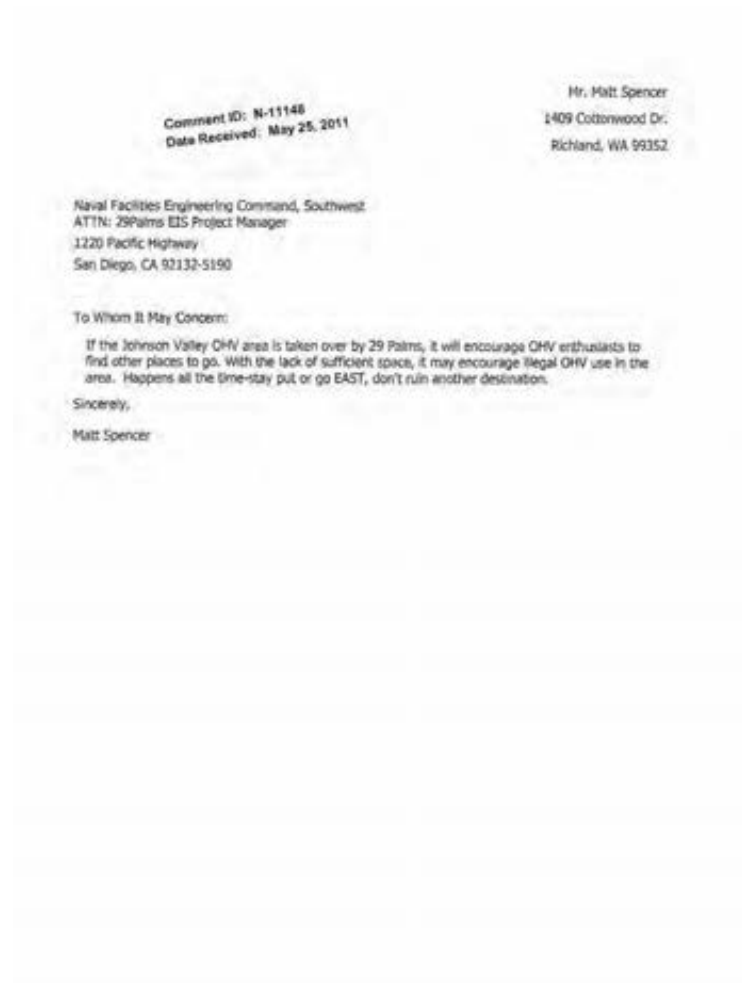 Mr. Matt Spencer
1409 Cottonwood Dr.
Richland, WA 99352
Comment ID: N-11148
Date Received: May 25, 2011
Naval Facilities Engineering Command, Southwest
ATTN: 29Palms EIS Project Manager
1220 Pacific Highway
San Diego, CA 92132-5190
To Whom It May Concern:
If the Johnson Valley OHV area is taken over by 29 Palms, it will encourage OHV enthusiasts to
find other places to go. With the lack of sufficient space, it may encourage illegal OHV use in the
area. Happens all the time-stay put or go EAST, don't ruin another destination.
Sincerely,
Matt Spencer